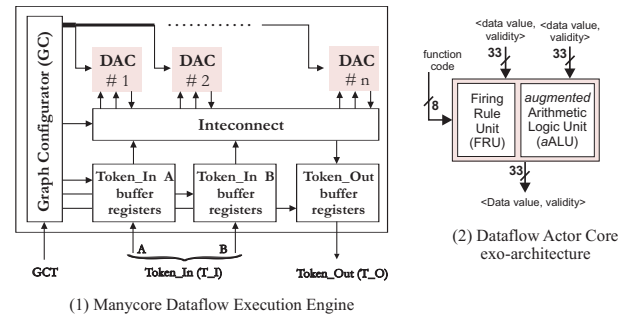 Graph Configurator (GC)
DAC
# 1
DAC
# 2
DAC
# n
Inteconnect
Token_In A
buffer
registers
Token_In B
buffer
registers
Token_Out
buffer
registers
A
B
GCT
Token_In (T_I)
Token_Out (T_O)
(1) Manycore Dataflow Execution Engine
<data value,
validity>
<data value,
validity>
function
code
33
33
8
Firing
Rule
Unit
(FRU)
augmented
Arithmetic
Logic Unit
(aALU)
33
<Data value, validity>
(2) Dataflow Actor Core
exo-architecture